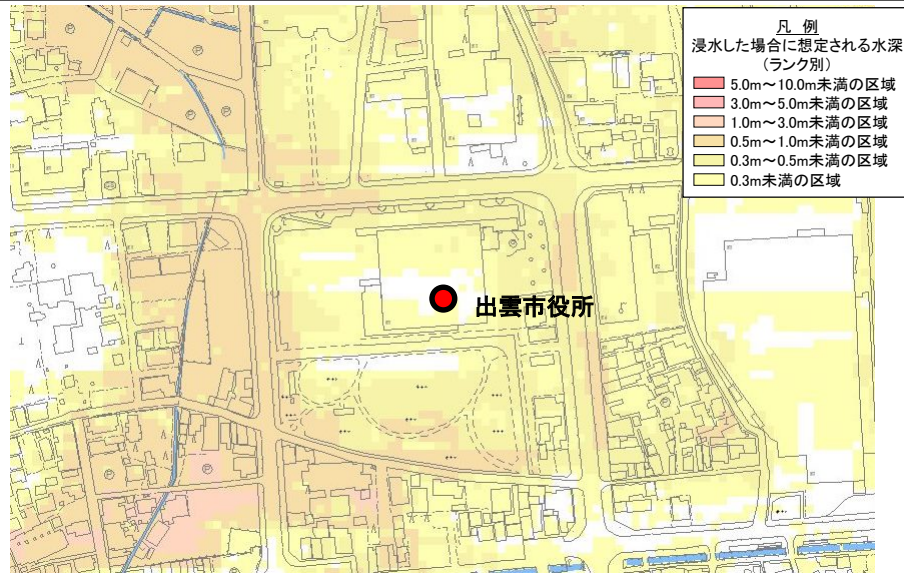 凡 例
浸水した場合に想定される水深
(ランク別)
5.0m～10.0m未満の区域
3.0m～5.0m未満の区域
1.0m～3.0m未満の区域
0.5m～1.0m未満の区域
0.3m～0.5m未満の区域
0.3m未満の区域
出雲市役所